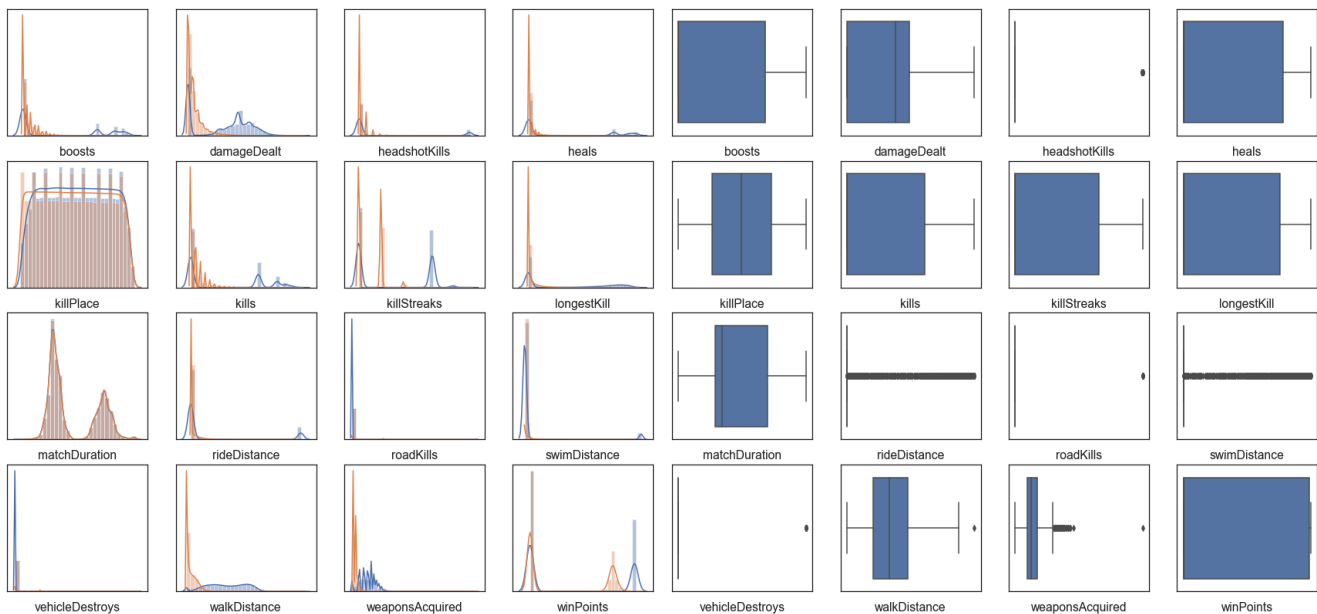 boosts damageDealt headshotKills heals boosts damageDealt headshotKills heals
killPlace kills killStreaks longestKill killPlace kills killStreaks longestKill
matchDuration rideDistance roadKills swimDistance matchDuration rideDistance roadKills swimDistance
vehicleDestroys walkDistance weaponsAcquired winPoints vehicleDestroys walkDistance weaponsAcquired winPoints